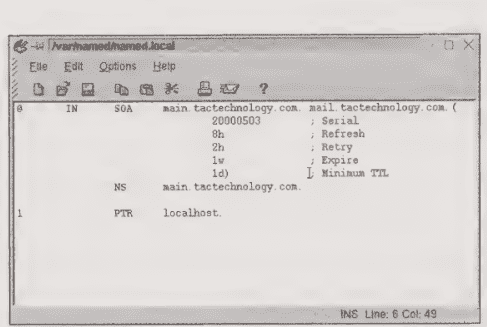 /var/named/named.local
File Edit Options Help
?
@ IN SOA main.tactechnology.com. mail.tactechnology.com. (
20000503 ; Serial
8h ; Refresh
2h ; Retry
1w ; Expire
1d) ; Minimum TTL
NS main.tactechnology.com.
1 PTR localhost.
INS Line: 6 Col: 49